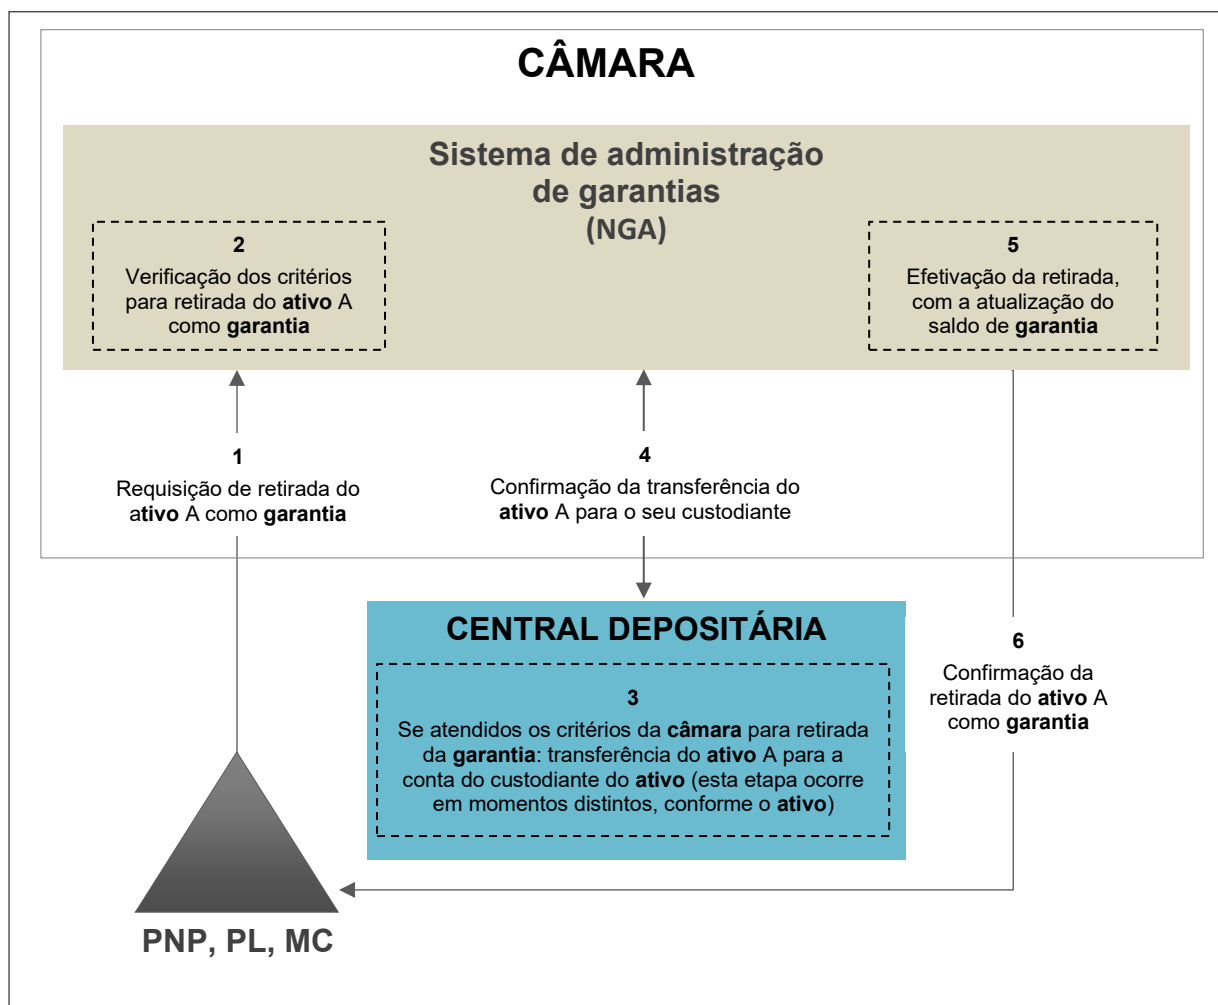 CÂMARA
Sistema de administração
de garantias
(NGA)
2
Verificação dos critérios
para retirada do ativo A
como garantia
5
Efetivação da retirada,
com a atualização do
saldo de garantia
1
Requisição de retirada do
ativo A como garantia
4
Confirmação da transferência do
ativo A para o seu custodiante
CENTRAL DEPOSITÁRIA
3
Se atendidos os critérios da câmara para retirada
da garantia: transferência do ativo A para a
conta do custodiante do ativo (esta etapa ocorre
em momentos distintos, conforme o ativo)
6
Confirmação da
retirada do ativo A
como garantia
PNP, PL, MC